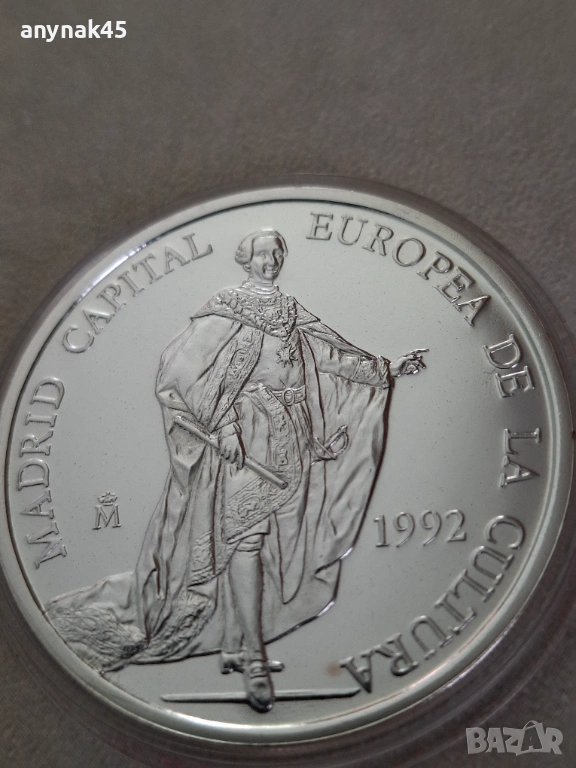 anynak45
MADRID CAPITAL EUROPEA DE LA CULTURA
M
1992
BAZAR